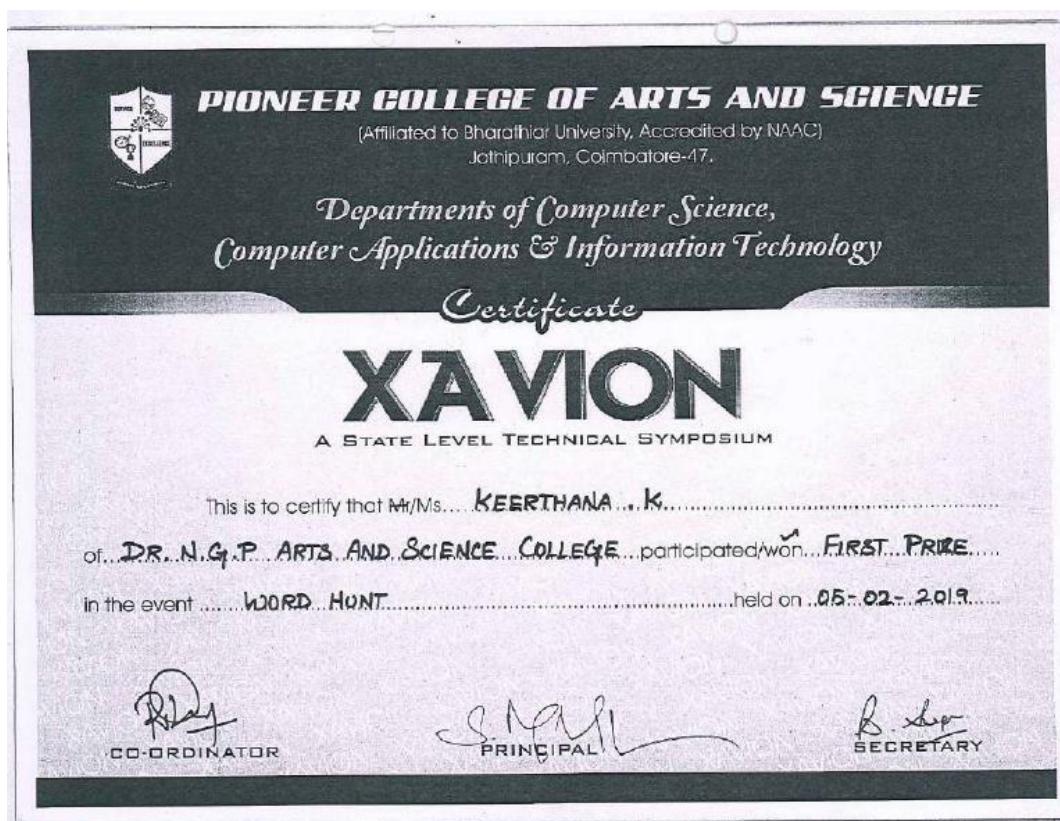 SERVICE
EXCELLENCE
PIONEER COLLEGE OF ARTS AND SCIENCE
(Affiliated to Bharathiar University, Accredited by NAAC)
Jothipuram, Coimbatore-47.
Departments of Computer Science,
Computer Applications & Information Technology
Certificate
XAVION
A STATE LEVEL TECHNICAL SYMPOSIUM
This is to certify that Mr/Ms.... KEERTHANA . K.
of.. DR. N.G.P ARTS AND SCIENCE COLLEGE participated/won FIRST PRIZE
in the event ...... WORD HUNT held on 05-02-2019
CO-ORDINATOR PRINCIPAL SECRETARY